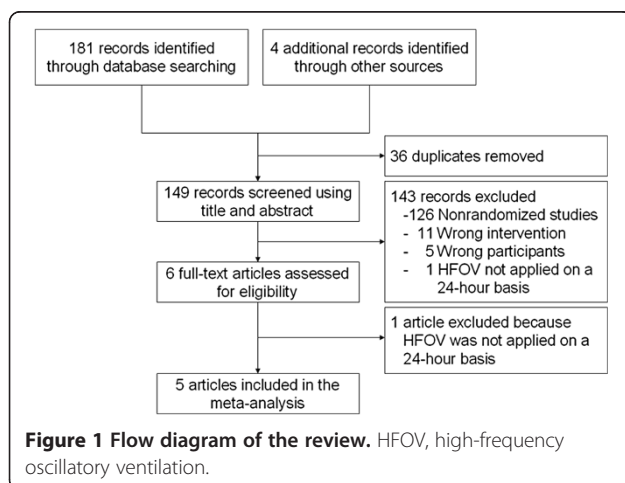 181 records identified
through database searching
4 additional records identified
through other sources
36 duplicates removed
149 records screened using
title and abstract
143 records excluded
-126 Nonrandomized studies
- 11 Wrong intervention
- 5 Wrong participants
- 1 HFOV not applied on a
24-hour basis
6 full-text articles assessed
for eligibility
1 article excluded because
HFOV was not applied on a
24-hour basis
5 articles included in the
meta-analysis
Figure 1 Flow diagram of the review. HFOV, high-frequency
oscillatory ventilation.